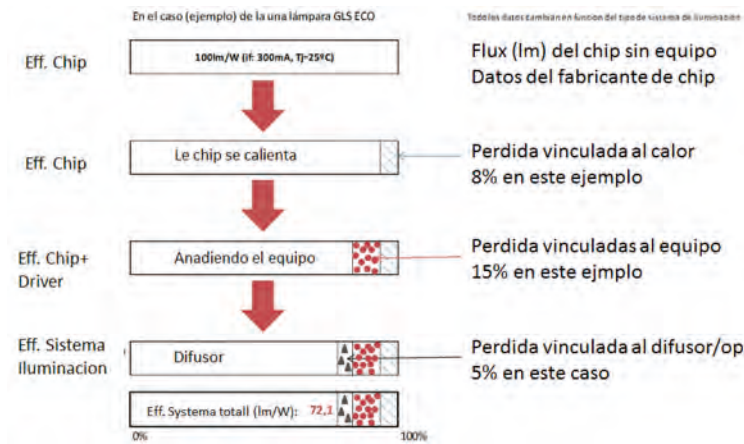 En el caso (ejemplo) de la una lámpara GLS ECO
Todo los datos cambian en funcion del tipo de sistema de iluminación
Eff. Chip
100lm/W (if: 300mA, Tj=25ºC)
Flux (lm) del chip sin equipo
Datos del fabricante de chip
Eff. Chip
Le chip se calienta
Perdida vinculada al calor
8% en este ejemplo
Eff. Chip+
Driver
Anadiendo el equipo
Perdida vinculadas al equipo
15% en este ejmplo
Eff. Sistema
Iluminacion
Difusor
Perdida vinculada al difusor/op
5% en este caso
Eff. Systema totall (lm/W): 72,1
0% 100%